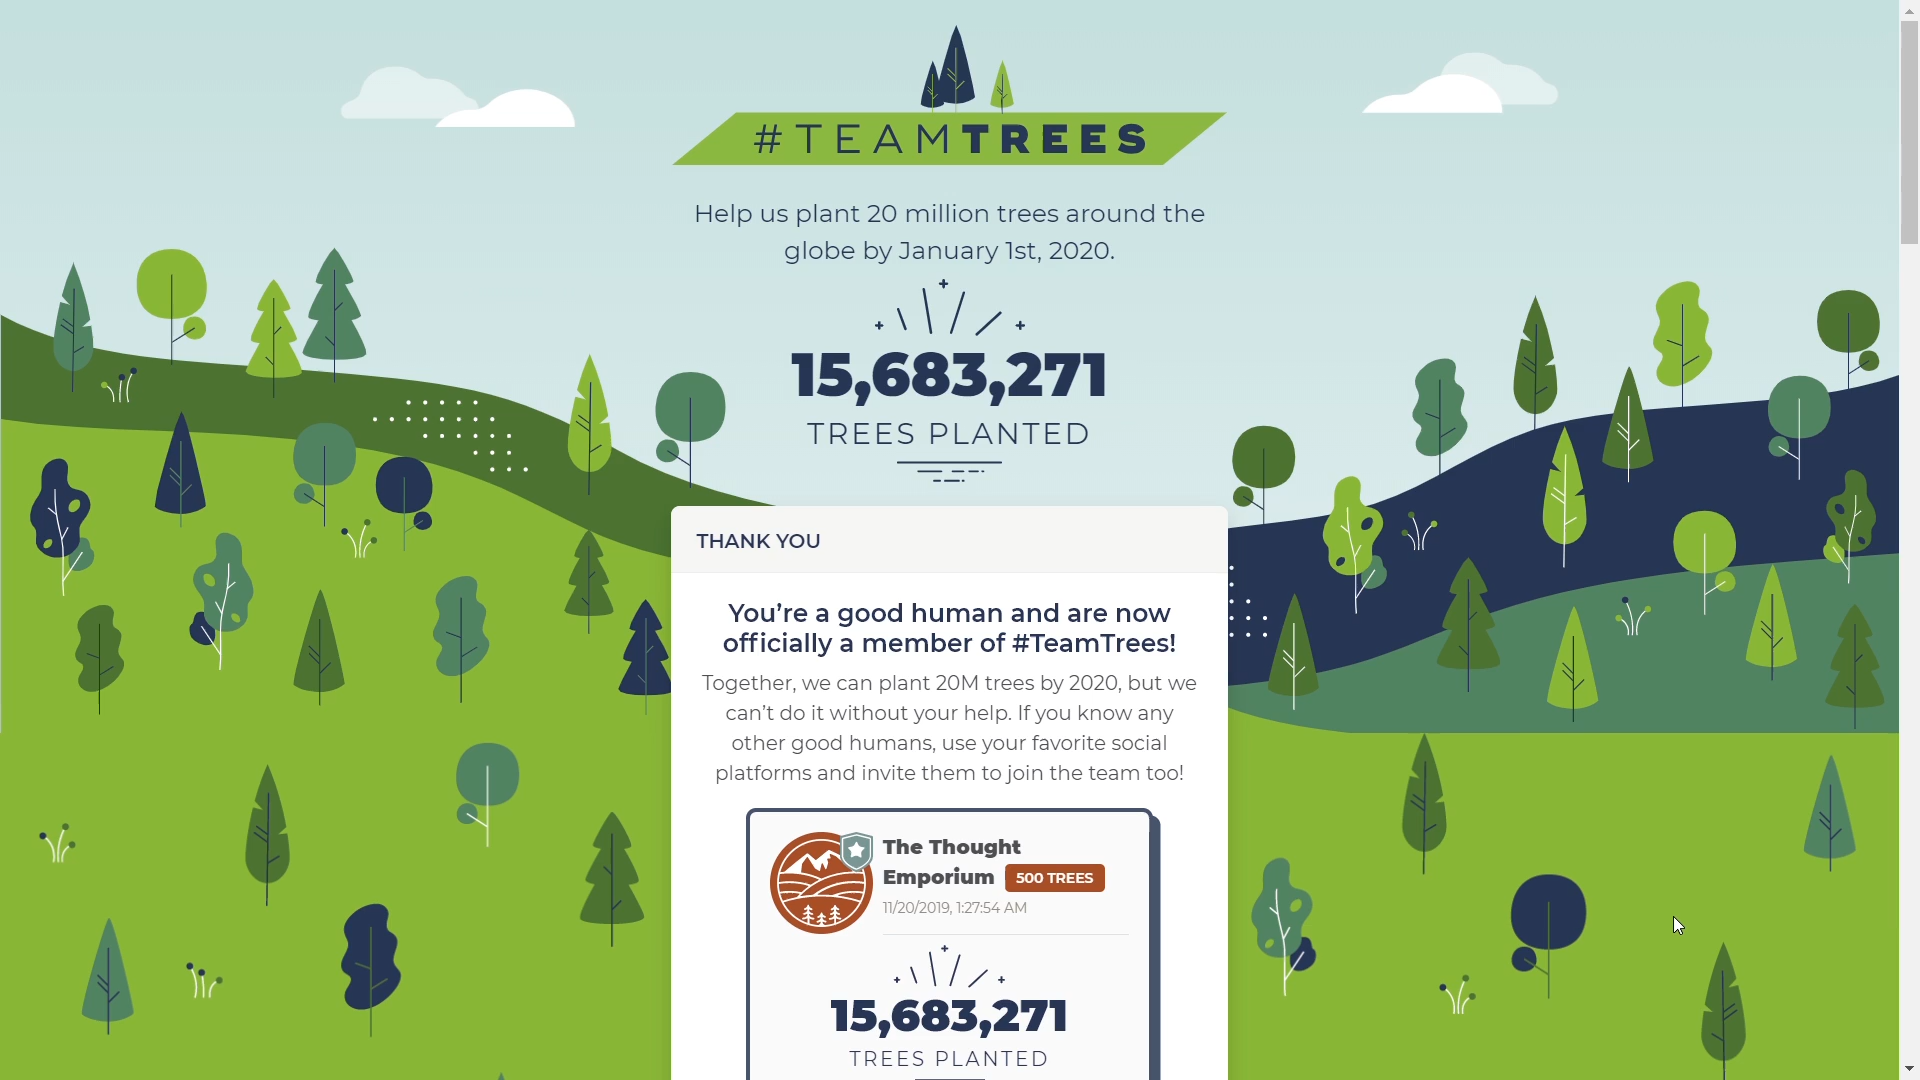 #TEAMTREES
Help us plant 20 million trees around the
globe by January 1st, 2020.
15,683,271
TREES PLANTED
THANK YOU
You’re a good human and are now
officially a member of #TeamTrees!
Together, we can plant 20M trees by 2020, but we
can’t do it without your help. If you know any
other good humans, use your favorite social
platforms and invite them to join the team too!
The Thought
Emporium 500 TREES
11/20/2019, 1:27:54 AM
15,683,271
TREES PLANTED